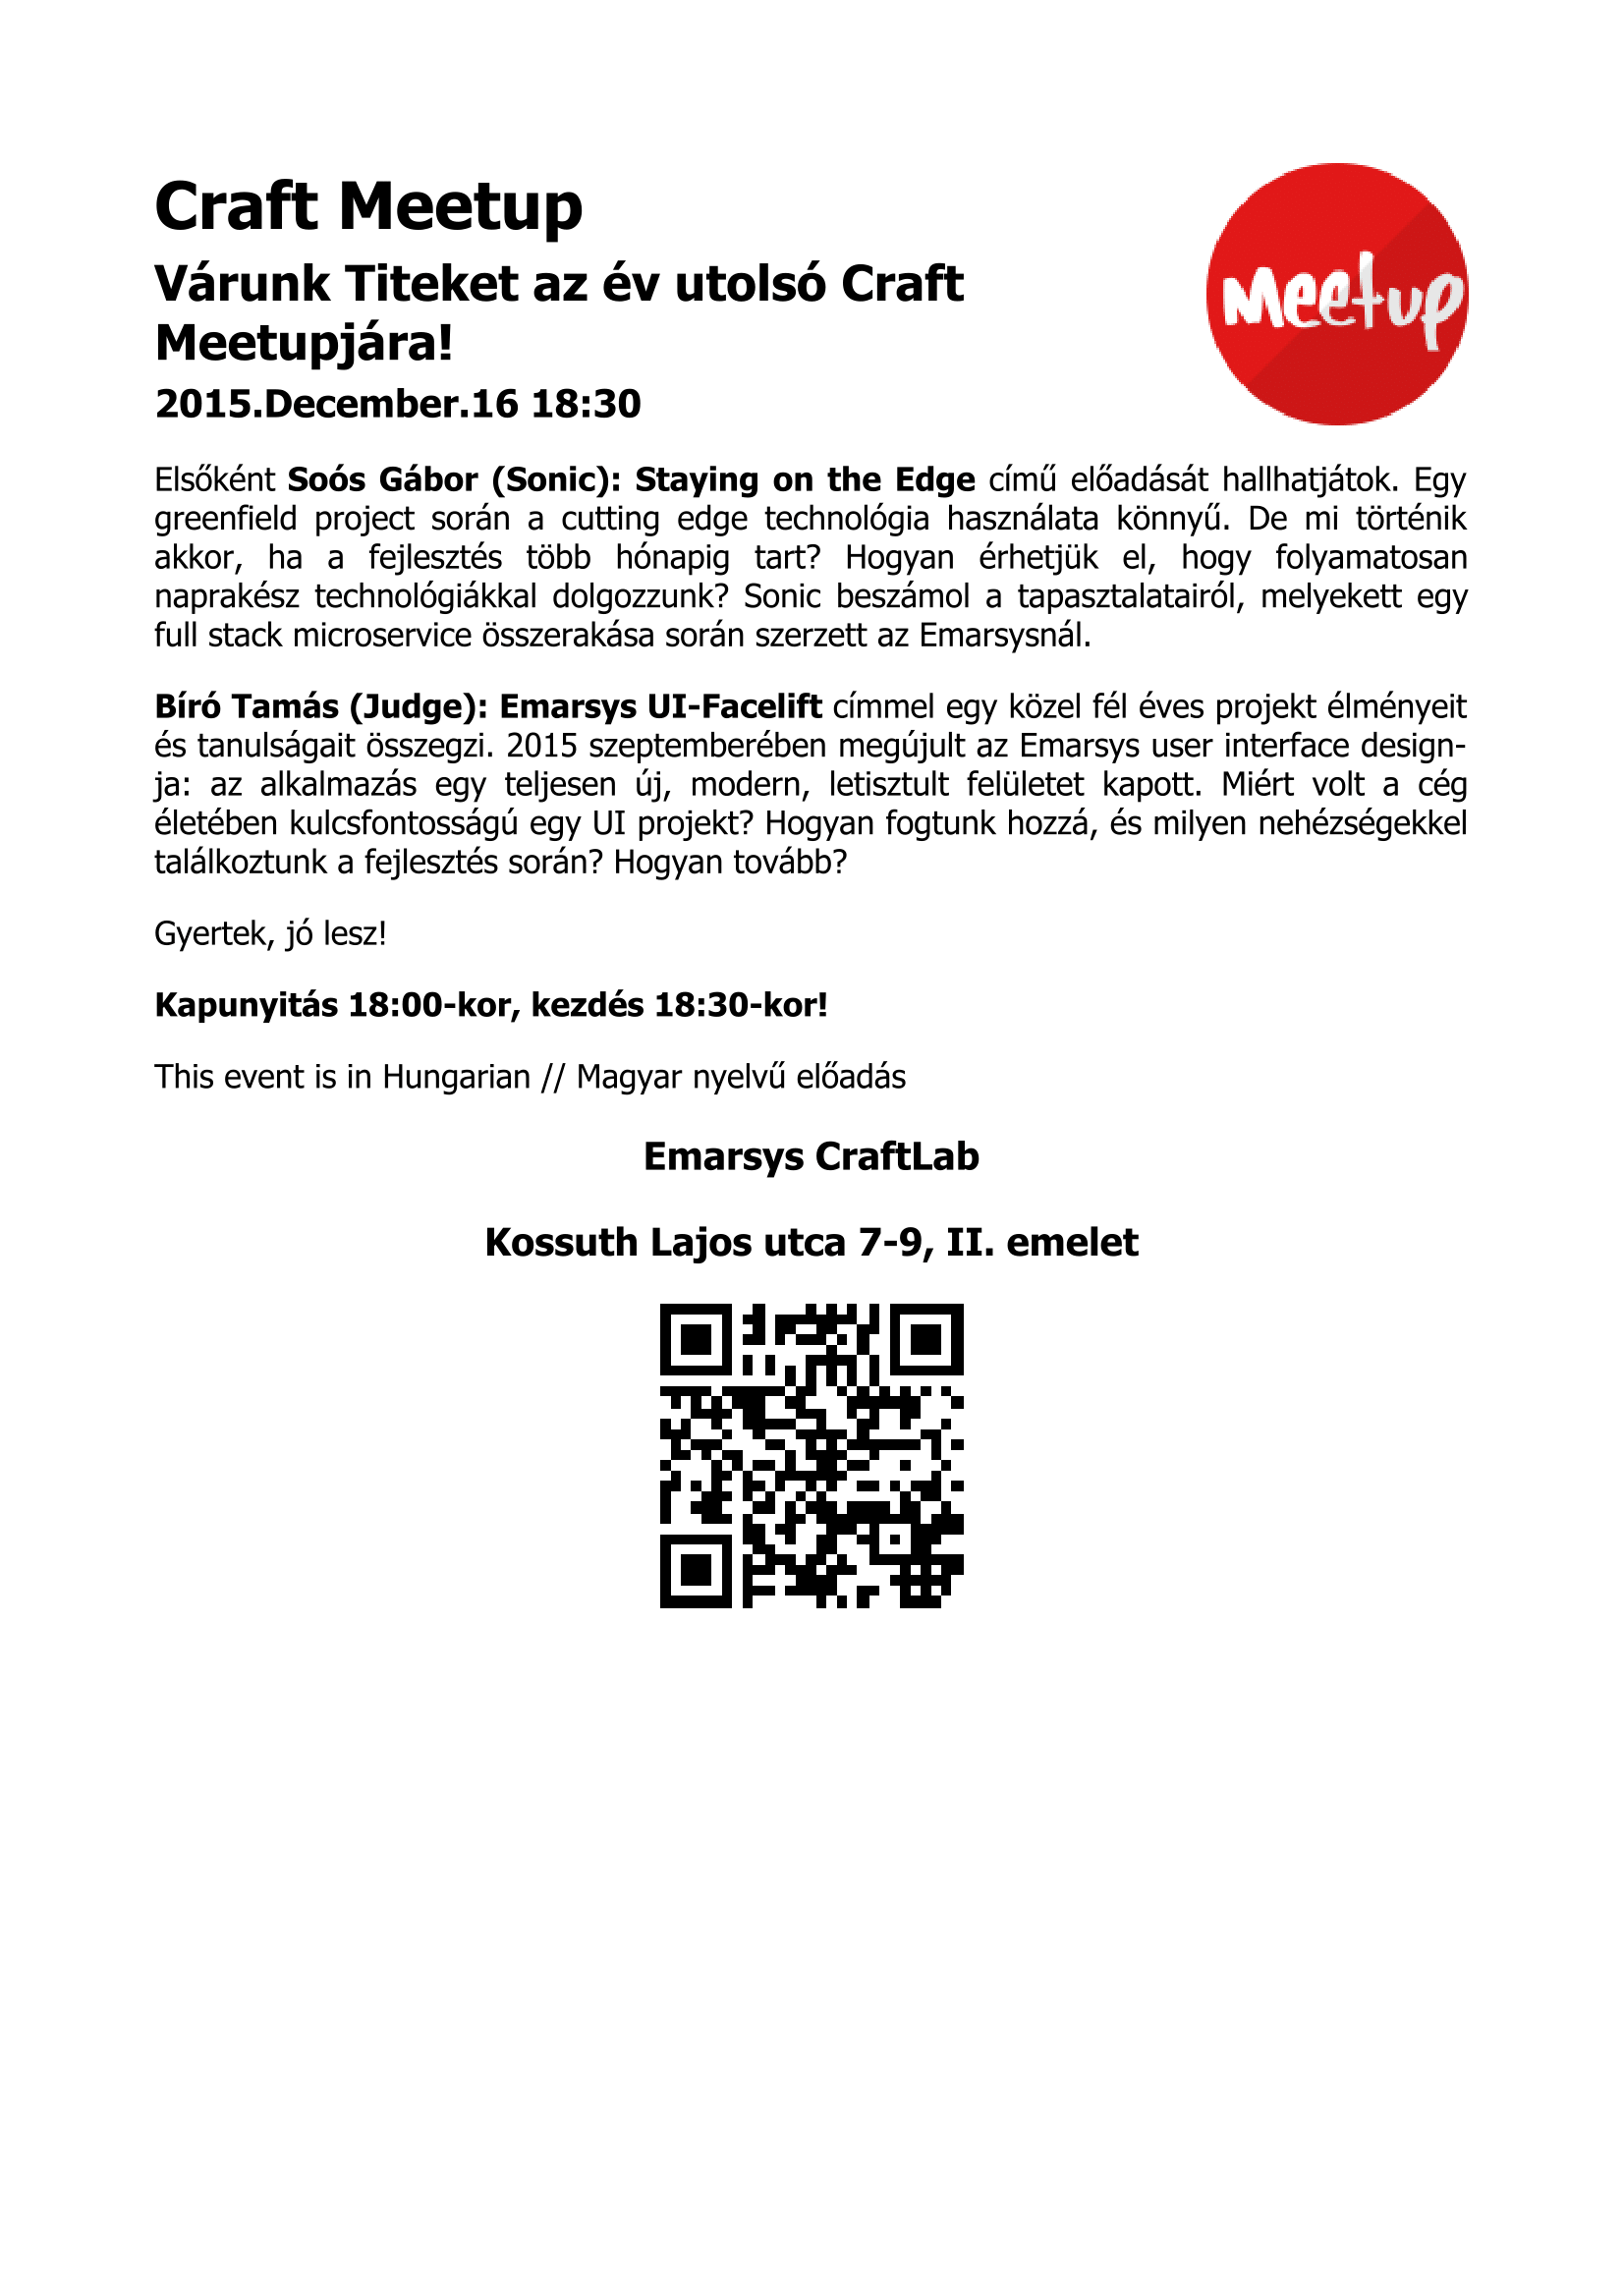 Craft Meetup
Várunk Titeket az év utolsó Craft
Meetupjára!
2015.December.16 18:30
Meetup
Elsőként Soós Gábor (Sonic): Staying on the Edge című előadását hallhatjátok. Egy
greenfield project során a cutting edge technológia használata könnyű. De mi történik
akkor, ha a fejlesztés több hónapig tart? Hogyan érhetjük el, hogy folyamatosan
naprakész technológiákkal dolgozzunk? Sonic beszámol a tapasztalatairól, melyekett egy
full stack microservice összerakása során szerzett az Emarsysnál.
Bíró Tamás (Judge): Emarsys UI-Facelift címmel egy közel fél éves projekt élményeit
és tanulságait összegzi. 2015 szeptemberében megújult az Emarsys user interface design-
ja: az alkalmazás egy teljesen új, modern, letisztult felületet kapott. Miért volt a cég
életében kulcsfontosságú egy UI projekt? Hogyan fogtunk hozzá, és milyen nehézségekkel
találkoztunk a fejlesztés során? Hogyan tovább?
Gyertek, jó lesz!
Kapunyitás 18:00-kor, kezdés 18:30-kor!
This event is in Hungarian // Magyar nyelvű előadás
Emarsys CraftLab
Kossuth Lajos utca 7-9, II. emelet